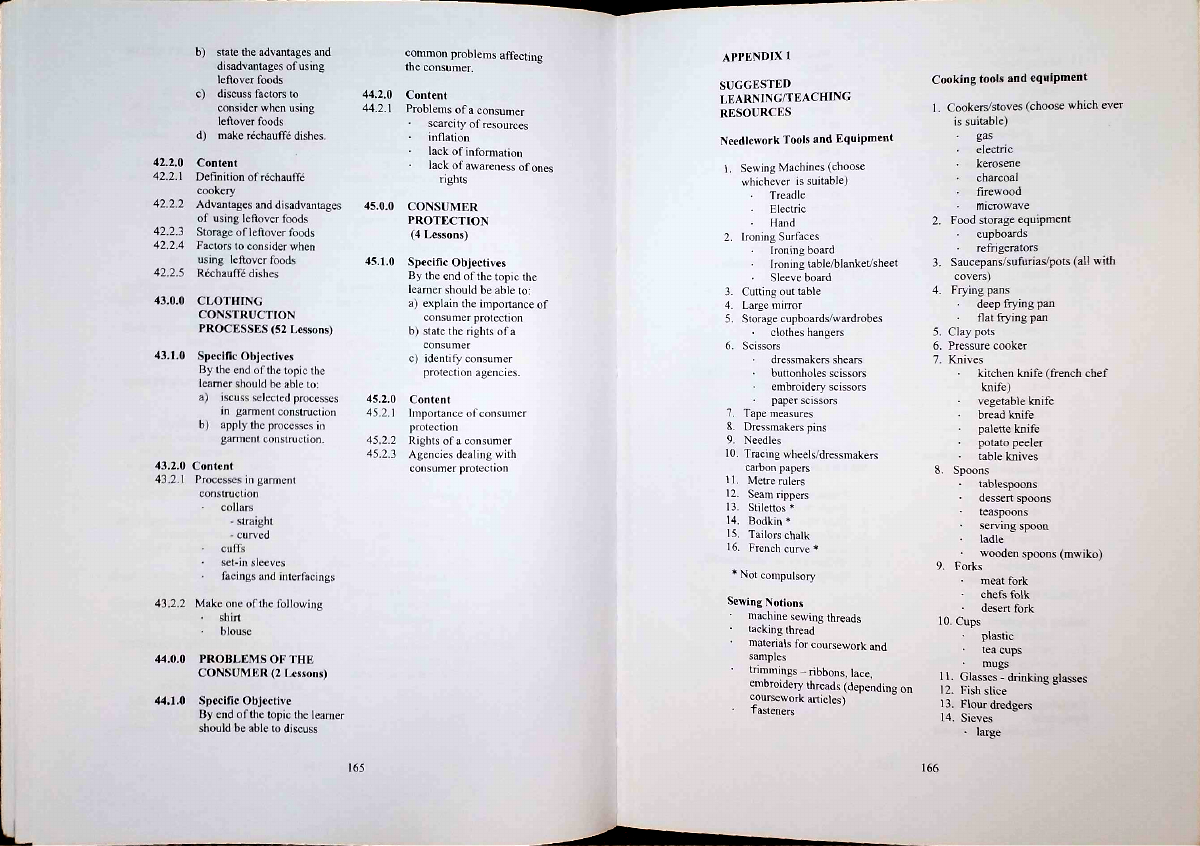 b) state the advantages and
disadvantages of using
leftover foods
c) discuss factors to
consider when using
leftover foods
d) make réchauffé dishes.
42.2.0 Content
42.2.1 Definition of réchauffé
cookery
42.2.2 Advantages and disadvantages
of using leftover foods
42.2.3 Storage of leftover foods
42.2.4 Factors to consider when
using leftover foods
42.2.5 Réchauffé dishes
43.0.0 CLOTHING
CONSTRUCTION
PROCESSES (52 Lessons)
43.1.0 Specific Objectives
By the end of the topic the
learner should be able to:
a) iscuss selected processes
in garment construction
b) apply the processes in
garment construction.
43.2.0 Content
43.2.1 Processes in garment
construction
· collars
- straight
- curved
· cuffs
· set-in sleeves
· facings and interfacings
43.2.2 Make one of the following
· shirt
· blouse
44.0.0 PROBLEMS OF THE
CONSUMER (2 Lessons)
44.1.0 Specific Objective
By end of the topic the learner
should be able to discuss
common problems affecting
the consumer.
44.2.0 Content
44.2.1 Problems of a consumer
· scarcity of resources
· inflation
· lack of information
· lack of awareness of ones
rights
45.0.0 CONSUMER
PROTECTION
(4 Lessons)
45.1.0 Specific Objectives
By the end of the topic the
learner should be able to:
a) explain the importance of
consumer protection
b) state the rights of a
consumer
c) identify consumer
protection agencies.
45.2.0 Content
45.2.1 Importance of consumer
protection
45.2.2 Rights of a consumer
45.2.3 Agencies dealing with
consumer protection
165
APPENDIX 1
SUGGESTED
LEARNING/TEACHING
RESOURCES
Needlework Tools and Equipment
1. Sewing Machines (choose
whichever is suitable)
· Treadle
· Electric
· Hand
2. Ironing Surfaces
· Ironing board
· Ironing table/blanket/sheet
· Sleeve board
3. Cutting out table
4. Large mirror
5. Storage cupboards/wardrobes
· clothes hangers
6. Scissors
· dressmakers shears
· buttonholes scissors
· embroidery scissors
· paper scissors
7. Tape measures
8. Dressmakers pins
9. Needles
10. Tracing wheels/dressmakers
carbon papers
11. Metre rulers
12. Seam rippers
13. Stilettos *
14. Bodkin *
15. Tailors chalk
16. French curve *
* Not compulsory
Sewing Notions
· machine sewing threads
· tacking thread
· materials for coursework and
samples
· trimmings – ribbons, lace,
embroidery threads (depending on
coursework articles)
· fasteners
Cooking tools and equipment
1. Cookers/stoves (choose which ever
is suitable)
· gas
· electric
· kerosene
· charcoal
· firewood
· microwave
2. Food storage equipment
· cupboards
· refrigerators
3. Saucepans/sufurias/pots (all with
covers)
4. Frying pans
· deep frying pan
· flat frying pan
5. Clay pots
6. Pressure cooker
7. Knives
· kitchen knife (french chef
knife)
· vegetable knife
· bread knife
· palette knife
· potato peeler
· table knives
8. Spoons
· tablespoons
· dessert spoons
· teaspoons
· serving spoon
· ladle
· wooden spoons (mwiko)
9. Forks
· meat fork
· chefs folk
· desert fork
10. Cups
· plastic
· tea cups
· mugs
11. Glasses - drinking glasses
12. Fish slice
13. Flour dredgers
14. Sieves
· large
166